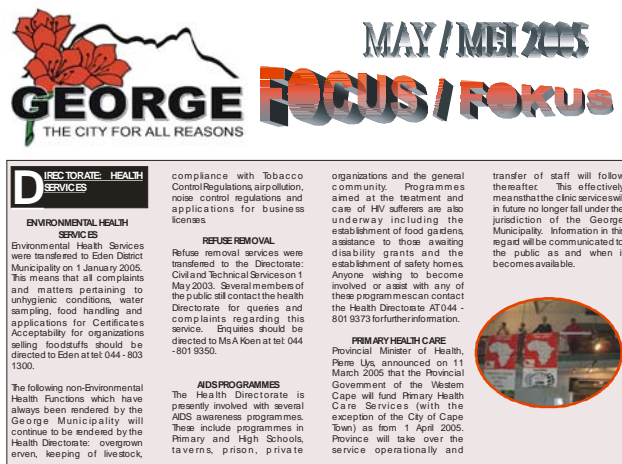 GEORGE
THE CITY FOR ALL REASONS
MAY / MEI 2005
FOCUS / FOKUS
DIRECTORATE: HEALTH
SERVICES
ENVIRONMENTAL HEALTH
SERVICES
Environmental Health Services
were transferred to Eden District
Municipality on 1 January 2005.
This means that all complaints
and matters pertaining to
unhygienic conditions, water
sampling, food handling and
applications for Certificates
Acceptability for organizations
selling foodstuffs should be
directed to Eden at tel: 044 - 803
1300.
The following non-Environmental
Health Functions which have
always been rendered by the
George Municipality will
continue to be rendered by the
Health Directorate: overgrown
erven, keeping of livestock,
compliance with Tobacco
Control Regulations, air pollution,
noise control regulations and
applications for business
licenses.
REFUSE REMOVAL
Refuse removal services were
transferred to the Directorate:
Civil and Technical Services on 1
May 2003. Several members of
the public still contact the health
Directorate for queries and
complaints regarding this
service. Enquiries should be
directed to Ms A Koen at tel: 044
- 801 9350.
AIDS PROGRAMMES
The Health Directorate is
presently involved with several
AIDS awareness programmes.
These include programmes in
Primary and High Schools,
taverns, prison, private
organizations and the general
community. Programmes
aimed at the treatment and
care of HIV sufferers are also
underway including the
establishment of food gardens,
assistance to those awaiting
disability grants and the
establishment of safety homes.
Anyone wishing to become
involved or assist with any of
these programmes can contact
the Health Directorate AT 044 -
801 9373 for further information.
PRIMARY HEALTH CARE
Provincial Minister of Health,
Pierre Uys, announced on 11
March 2005 that the Provincial
Government of the Western
Cape will fund Primary Health
Care Services (with the
exception of the City of Cape
Town) as from 1 April 2005.
Province will take over the
service operationally and
transfer of staff will follow
thereafter. This effectively
means that the clinic services will
in future no longer fall under the
jurisdiction of the George
Municipality. Information in this
regard will be communicated to
the public as and when i
becomes available.